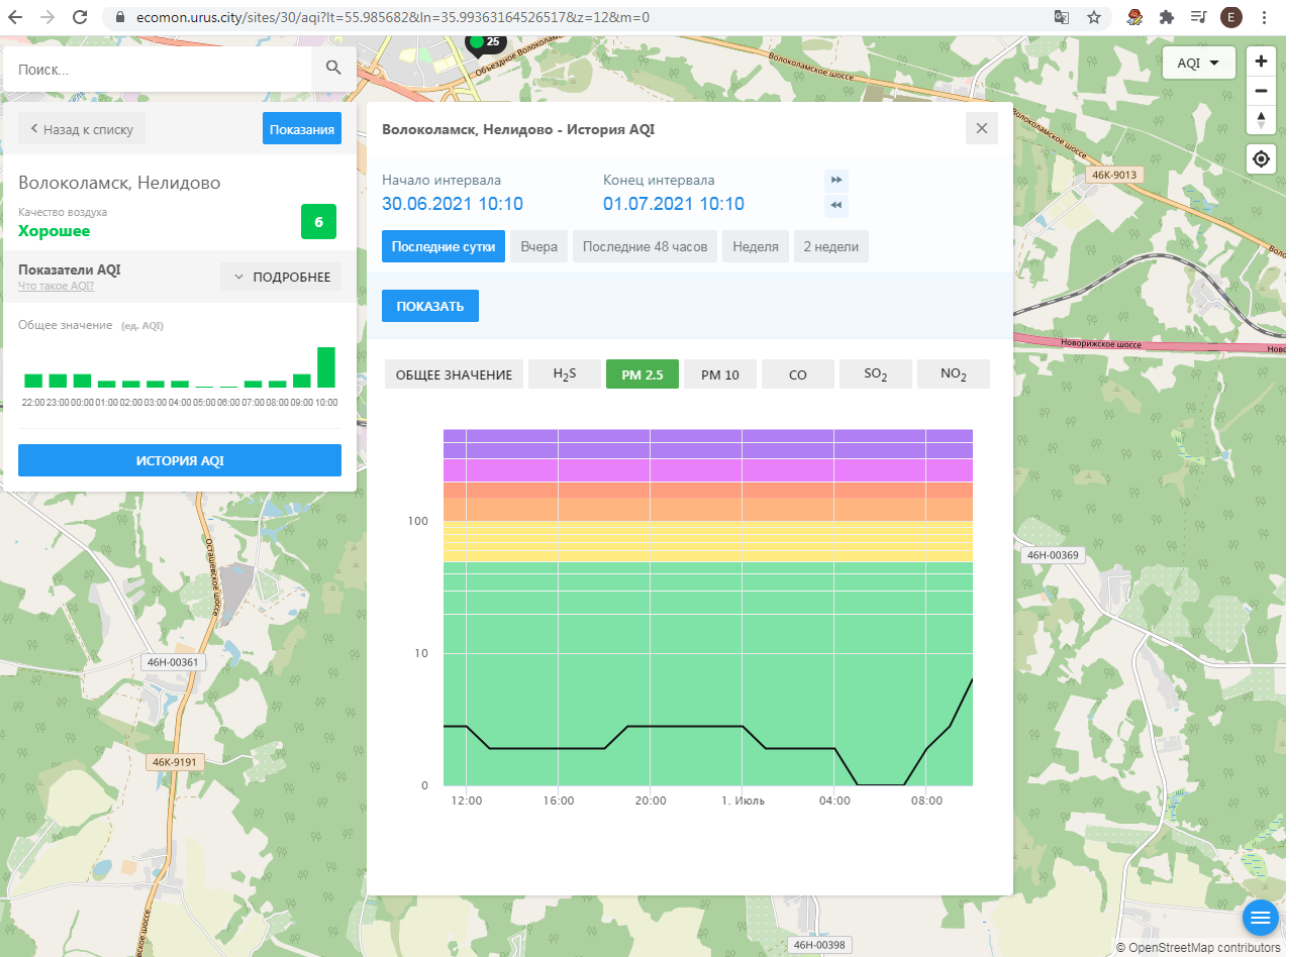 ecomon.urus.city/sites/30/aqi?lt=55.985682&ln=35.99363164526517&z=12&m=0
E
25
Объездное Волоколамск
Волоколамское шоссе
Поиск...
AQI
Назад к списку
Показания
Волоколамск, Нелидово - История AQI
Волоколамск, Нелидово
Качество воздуха
Хорошее
6
Начало интервала
Конец интервала
30.06.2021 10:10
01.07.2021 10:10
Последние сутки
Вчера
Последние 48 часов
Неделя
2 недели
Показатели AQI
Что такое AQI?
ПОДРОБНЕЕ
ПОКАЗАТЬ
Общее значение (ед. AQI)
22:00 23:00 00:00 01:00 02:00 03:00 04:00 05:00 06:00 07:00 08:00 09:00 10:00
ИСТОРИЯ AQI
ОБЩЕЕ ЗНАЧЕНИЕ
H2S
PM 2.5
PM 10
CO
SO2
NO2
100
10
0
12:00
16:00
20:00
1. Июль
04:00
08:00
46К-9013
Волоколамское шоссе
Новорижское шоссе
Ново
46Н-00369
Осташевское шоссе
46Н-00361
46К-9191
46Н-00398
© OpenStreetMap contributors